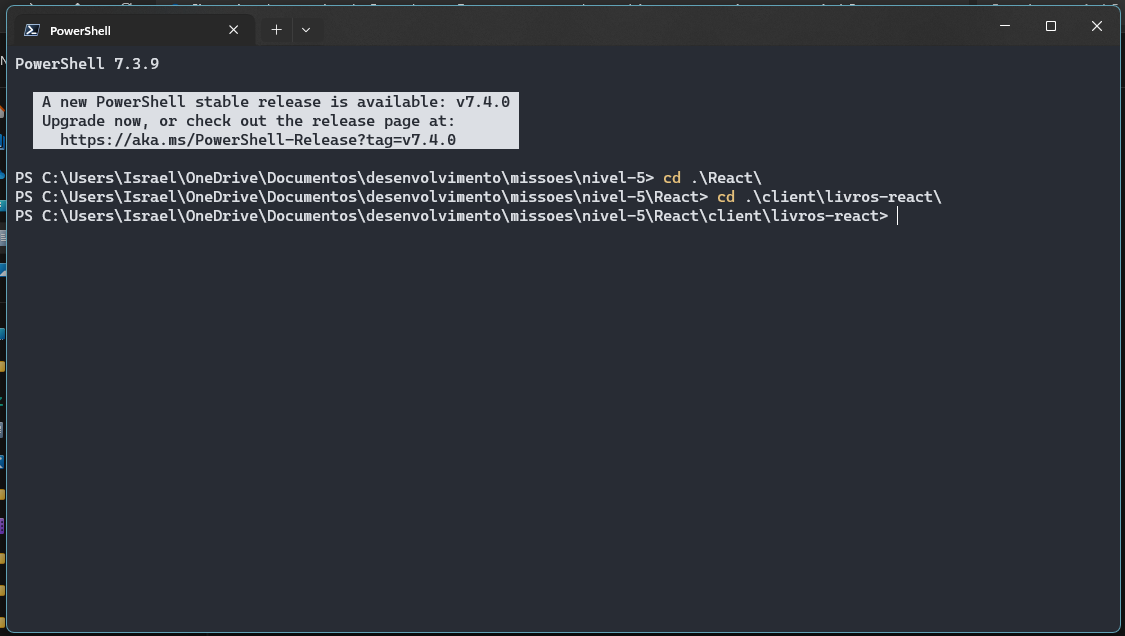 PowerShell
PowerShell 7.3.9
A new PowerShell stable release is available: v7.4.0
Upgrade now, or check out the release page at:
https://aka.ms/PowerShell-Release?tag=v7.4.0
PS C:\Users\Israel\OneDrive\Documentos\desenvolvimento\missoes\nivel-5> cd .\React\
PS C:\Users\Israel\OneDrive\Documentos\desenvolvimento\missoes\nivel-5\React> cd .\client\livros-react\
PS C:\Users\Israel\OneDrive\Documentos\desenvolvimento\missoes\nivel-5\React\client\livros-react>